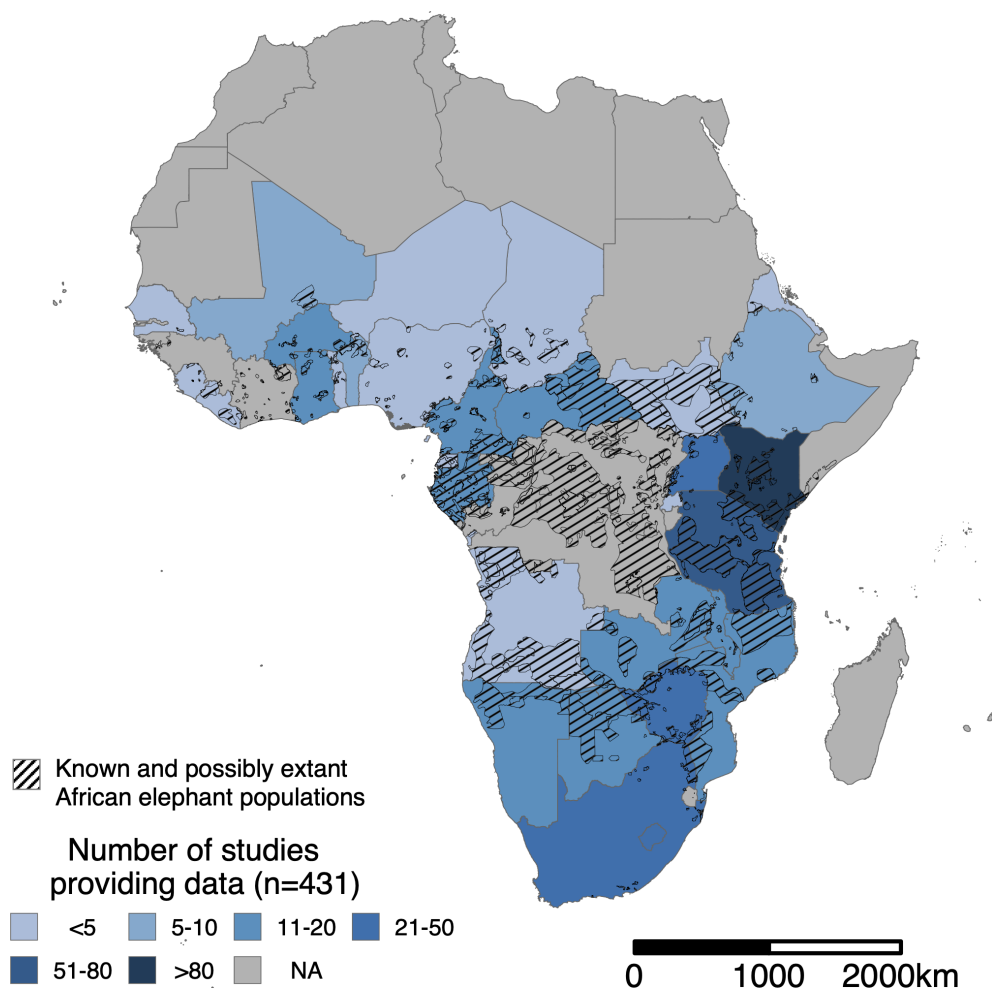 Known and possibly extant
African elephant populations
Number of studies
providing data (n=431)
<5 5-10 11-20 21-50
51-80 >80 NA
0 1000 2000km